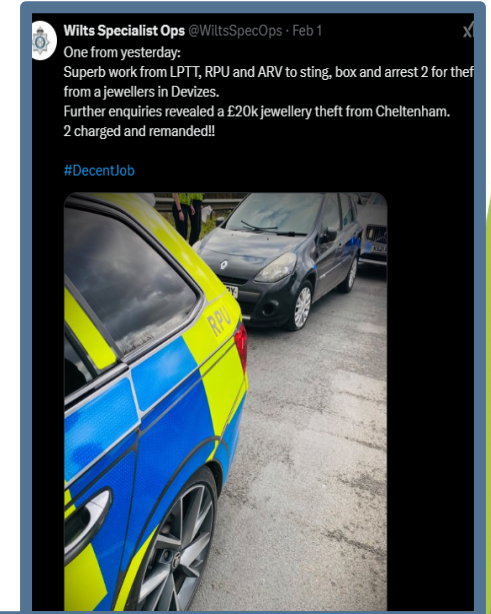 Wilts Specialist Ops @WiltsSpecOps · Feb 1
One from yesterday:
Superb work from LPTT, RPU and ARV to sting, box and arrest 2 for thef
from a jewellers in Devizes.
Further enquiries revealed a £20k jewellery theft from Cheltenham.
2 charged and remanded!!
#DecentJob
RPU